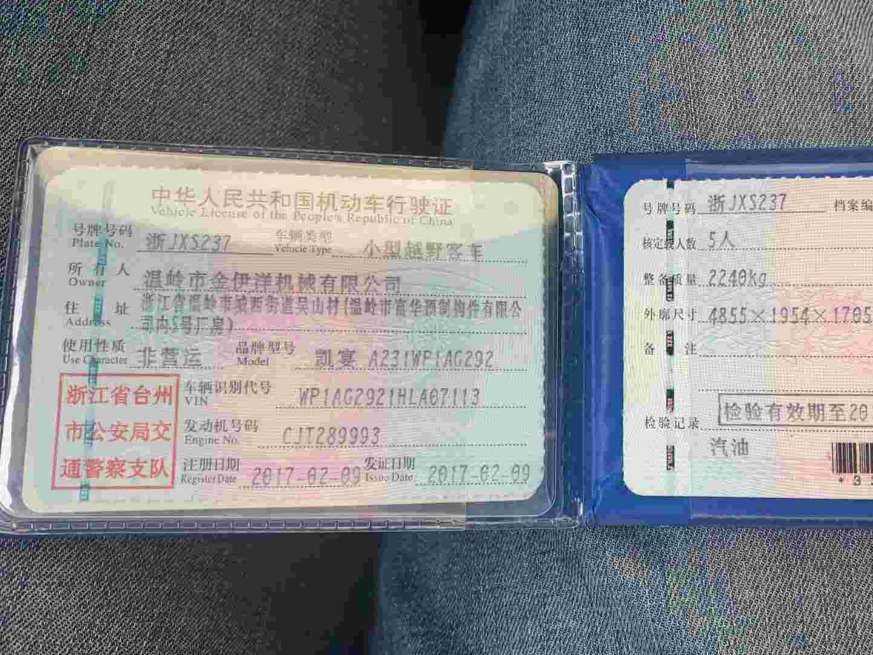 中华人民共和国机动车行驶证
Vehicle License of the People's Republic of China
号牌号码 浙JXS237 车辆类型 小型越野客车
Plate No. Vehicle Type
所有人 温岭市金伊洋机械有限公司
Owner
住址 浙江省温岭市城西街道吴山村(温岭市富华预制构件有限公
Address 司内5号厂房)
使用性质 非营运 品牌型号 凯宴 A231WP1AG292
Use Character Model
浙江省台州
市公安局交
通警察支队
车辆识别代号 WP1AG2921HLA07113
VIN
发动机号码 CJT289993
Engine No.
注册日期 2017-02-09 发证日期 2017-02-09
Register Date Issue Date
号牌号码 浙JXS237 档案编
核定载人数 5人
整备质量 2240kg
外廓尺寸 4855×1954×1705
备注
检验记录 检验有效期至20
汽油